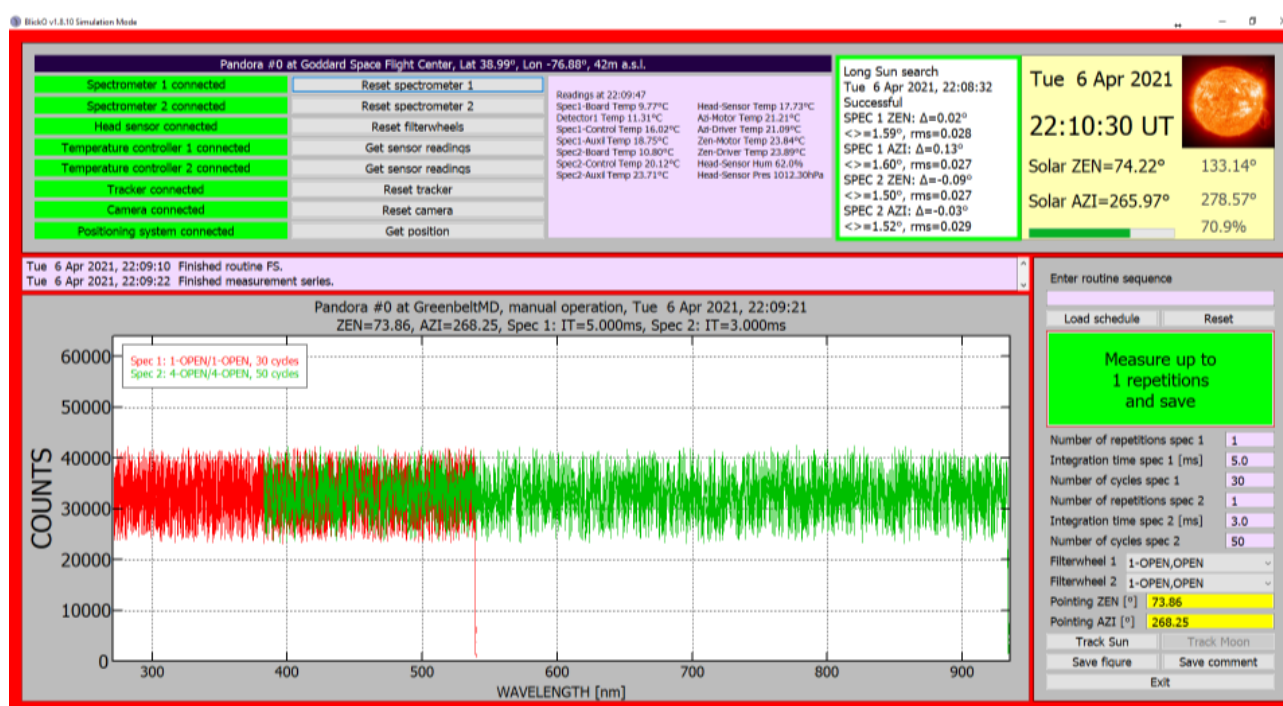 BlickO v1.8.10 Simulation Mode
Pandora #0 at Goddard Space Flight Center, Lat 38.99°, Lon -76.88°, 42m a.s.l.
Spectrometer 1 connected
Reset spectrometer 1
Spectrometer 2 connected
Reset spectrometer 2
Head sensor connected
Reset filterwheels
Temperature controller 1 connected
Get sensor readings
Temperature controller 2 connected
Get sensor readings
Tracker connected
Reset tracker
Camera connected
Reset camera
Positioning system connected
Get position
Readings at 22:09:47
Spec1-Board Temp 9.77°C
Detector1 Temp 11.31°C
Spec1-Control Temp 16.02°C
Spec1-Aux1 Temp 18.75°C
Spec2-Board Temp 10.80°C
Spec2-Control Temp 20.12°C
Spec2-Aux1 Temp 23.71°C
Head-Sensor Temp 17.73°C
Azi-Motor Temp 21.21°C
Azi-Driver Temp 21.09°C
Zen-Motor Temp 23.84°C
Zen-Driver Temp 23.89°C
Head-Sensor Hum 62.0%
Head-Sensor Pres 1012.30hPa
Long Sun search
Tue 6 Apr 2021, 22:08:32
Successful
SPEC 1 ZEN: Δ=0.02°
<>=1.59°, rms=0.028
SPEC 1 AZI: Δ=0.13°
<>=1.60°, rms=0.027
SPEC 2 ZEN: Δ=-0.09°
<>=1.50°, rms=0.027
SPEC 2 AZI: Δ=-0.03°
<>=1.52°, rms=0.029
Tue 6 Apr 2021
22:10:30 UT
Solar ZEN=74.22°
133.14°
Solar AZI=265.97°
278.57°
70.9%
Tue 6 Apr 2021, 22:09:10 Finished routine FS.
Tue 6 Apr 2021, 22:09:22 Finished measurement series.
Pandora #0 at GreenbeltMD, manual operation, Tue 6 Apr 2021, 22:09:21
ZEN=73.86, AZI=268.25, Spec 1: IT=5.000ms, Spec 2: IT=3.000ms
Spec 1: 1-OPEN/1-OPEN, 30 cycles
Spec 2: 4-OPEN/4-OPEN, 50 cycles
60000
50000
40000
30000
20000
10000
0
COUNTS
300
400
500
600
700
800
900
WAVELENGTH [nm]
Enter routine sequence
Load schedule
Reset
Measure up to
1 repetitions
and save
Number of repetitions spec 1
1
Integration time spec 1 [ms]
5.0
Number of cycles spec 1
30
Number of repetitions spec 2
1
Integration time spec 2 [ms]
3.0
Number of cycles spec 2
50
Filterwheel 1
1-OPEN,OPEN
Filterwheel 2
1-OPEN,OPEN
Pointing ZEN [°]
73.86
Pointing AZI [°]
268.25
Track Sun
Track Moon
Save figure
Save comment
Exit